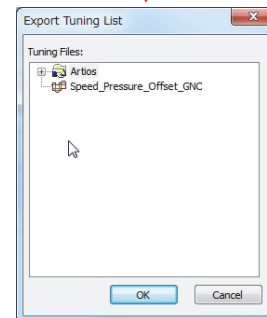 Export Tuning List
Tuning Files:
Artios
Speed_Pressure_Offset_GNC
OK Cancel